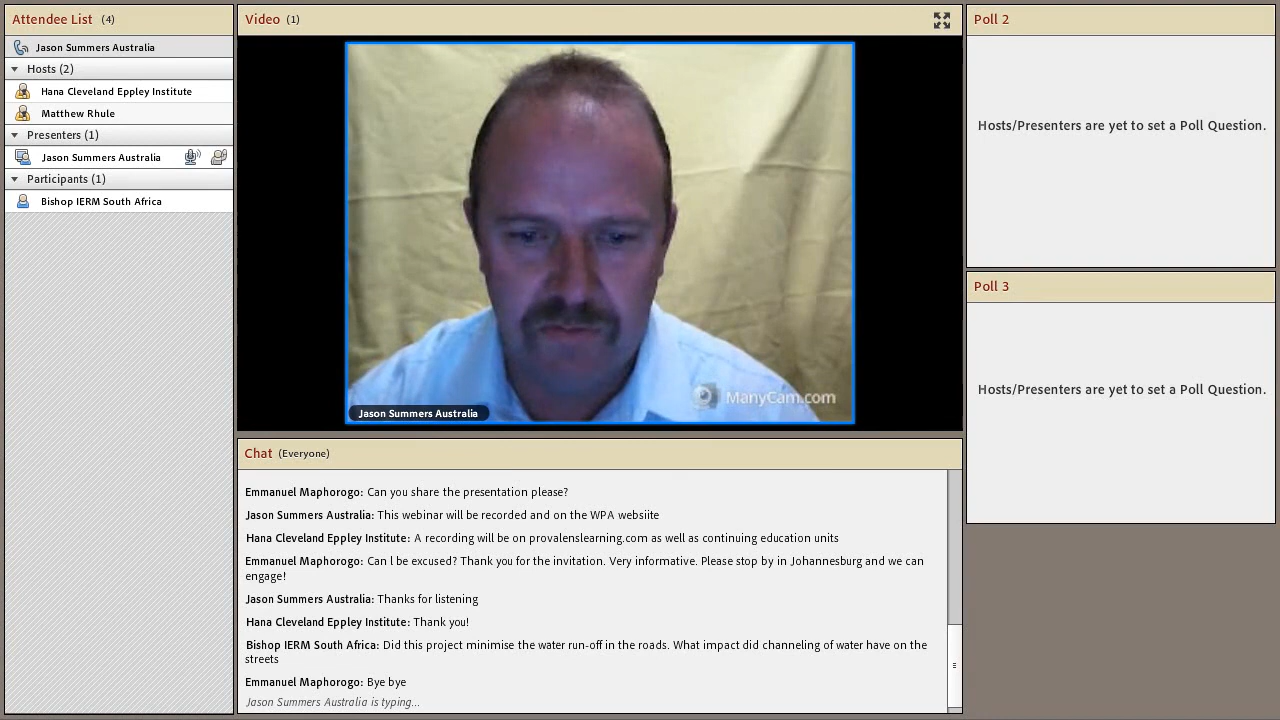 Attendee List (4)
Jason Summers Australia
Hosts (2)
Hana Cleveland Eppley Institute
Matthew Rhule
Presenters (1)
Jason Summers Australia
Participants (1)
Bishop IERM South Africa
Video (1)
ManyCam.com
Jason Summers Australia
Chat (Everyone)
Emmanuel Maphorogo: Can you share the presentation please?
Jason Summers Australia: This webinar will be recorded and on the WPA websiite
Hana Cleveland Eppley Institute: A recording will be on provalenslearning.com as well as continuing education units
Emmanuel Maphorogo: Can l be excused? Thank you for the invitation. Very informative. Please stop by in Johannesburg and we can
engage!
Jason Summers Australia: Thanks for listening
Hana Cleveland Eppley Institute: Thank you!
Bishop IERM South Africa: Did this project minimise the water run-off in the roads. What impact did channeling of water have on the
streets
Emmanuel Maphorogo: Bye bye
Jason Summers Australia is typing...
Poll 2
Hosts/Presenters are yet to set a Poll Question.
Poll 3
Hosts/Presenters are yet to set a Poll Question.